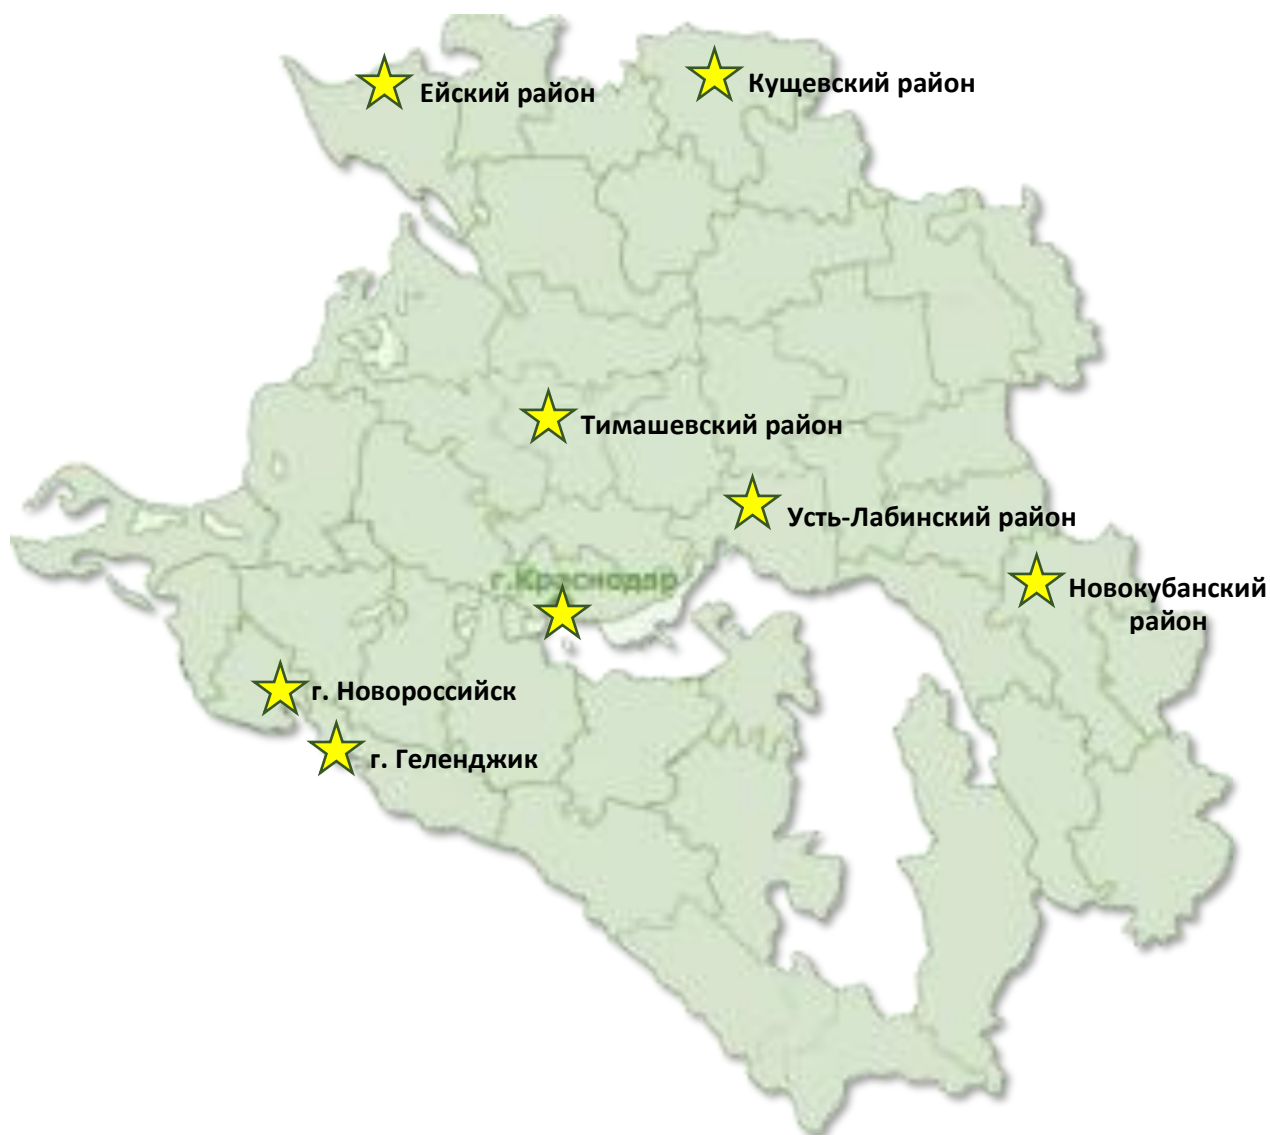 Ейский район
Кущевский район
Тимашевский район
Усть-Лабинский район
г.Краснодар
Новокубанский
район
г. Новороссийск
г. Геленджик